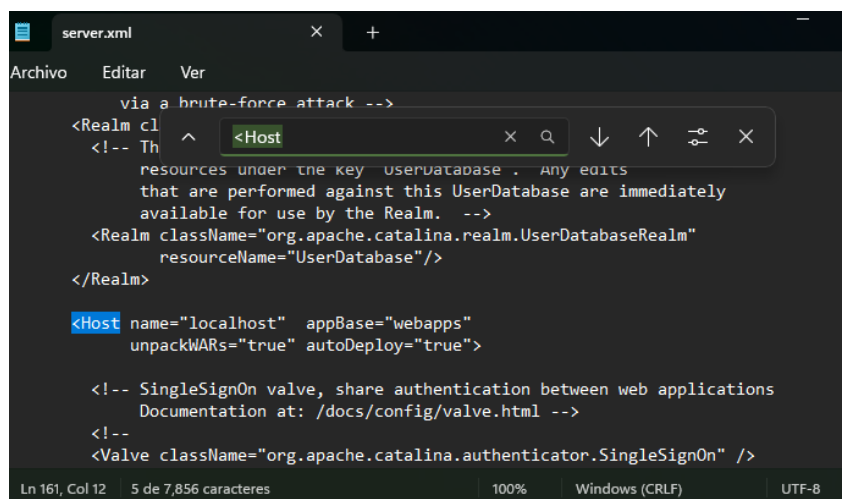 server.xml
Archivo Editar Ver
via a brute-force attack -->
<Realm cl
<Host
<!-- Th
resources under the key "UserDatabase". Any edits
that are performed against this UserDatabase are immediately
available for use by the Realm. -->
<Realm className="org.apache.catalina.realm.UserDatabaseRealm"
resourceName="UserDatabase"/>
</Realm>
<Host name="localhost" appBase="webapps"
unpackWARs="true" autoDeploy="true">
<!-- SingleSignOn valve, share authentication between web applications
Documentation at: /docs/config/valve.html -->
<!--
<Valve className="org.apache.catalina.authenticator.SingleSignOn" />
Ln 161, Col 12 5 de 7,856 caracteres 100% Windows (CRLF) UTF-8